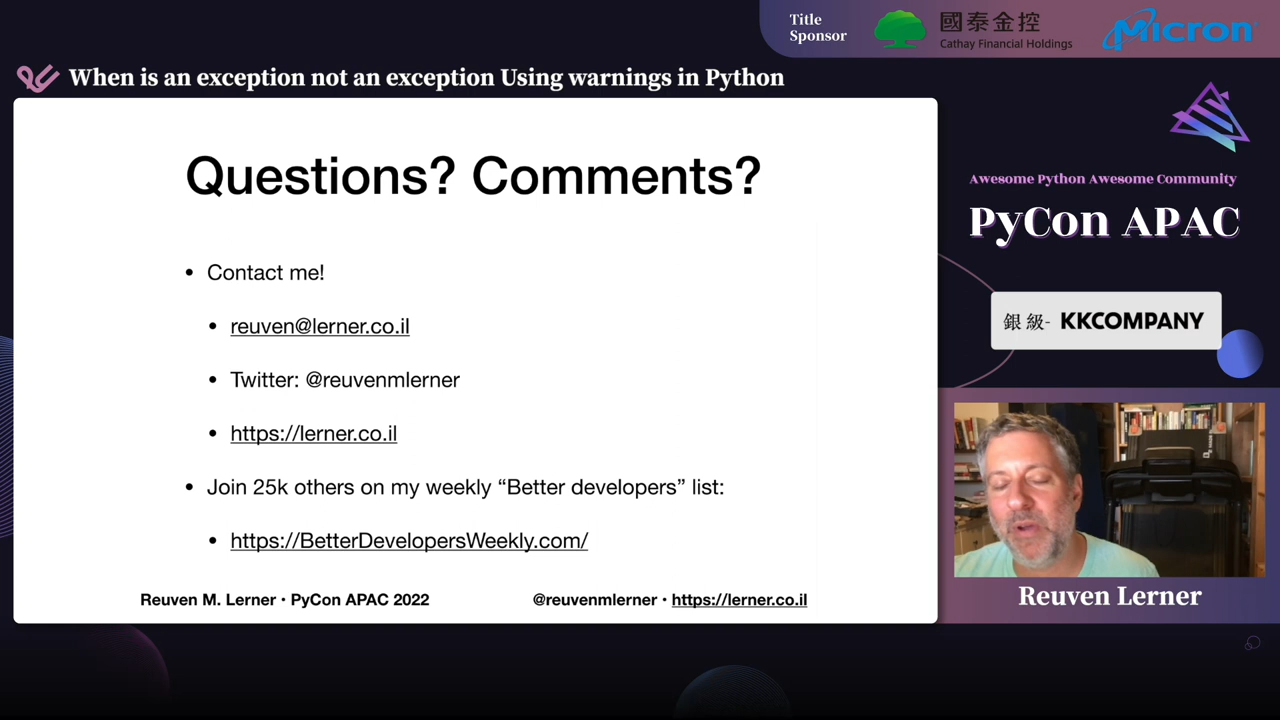 Title
Sponsor
國泰金控
Cathay Financial Holdings
Micron
When is an exception not an exception Using warnings in Python
Questions? Comments?
• Contact me!
• reuven@lerner.co.il
• Twitter: @reuvenmlerner
• https://lerner.co.il
• Join 25k others on my weekly “Better developers” list:
• https://BetterDevelopersWeekly.com/
Reuven M. Lerner • PyCon APAC 2022
@reuvenmlerner • https://lerner.co.il
Awesome Python Awesome Community
PyCon APAC
銀級- KKCOMPANY
Reuven Lerner